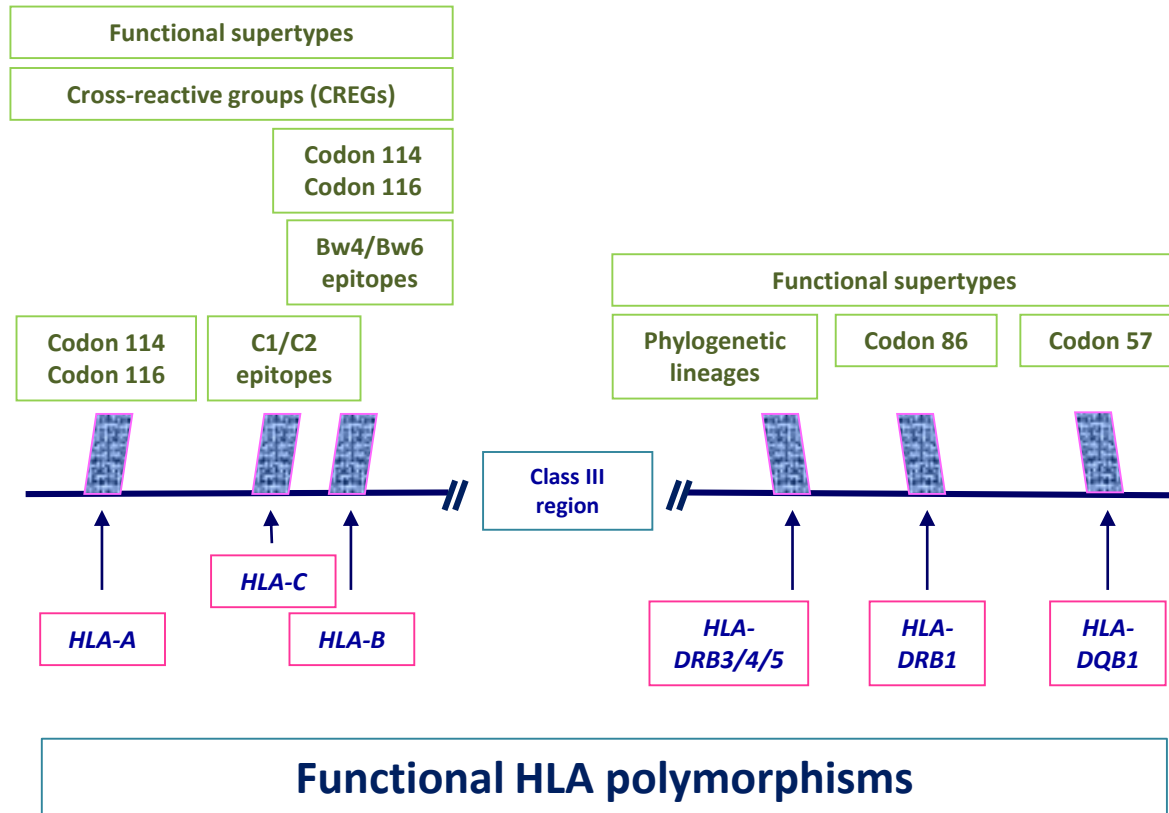 Functional supertypes
Cross-reactive groups (CREGs)
Codon 114
Codon 116
Bw4/Bw6
epitopes
Functional supertypes
Codon 114
Codon 116
C1/C2
epitopes
Phylogenetic
lineages
Codon 86
Codon 57
Class III
region
HLA-A
HLA-C
HLA-B
HLA-
DRB3/4/5
HLA-
DRB1
HLA-
DQB1
Functional HLA polymorphisms